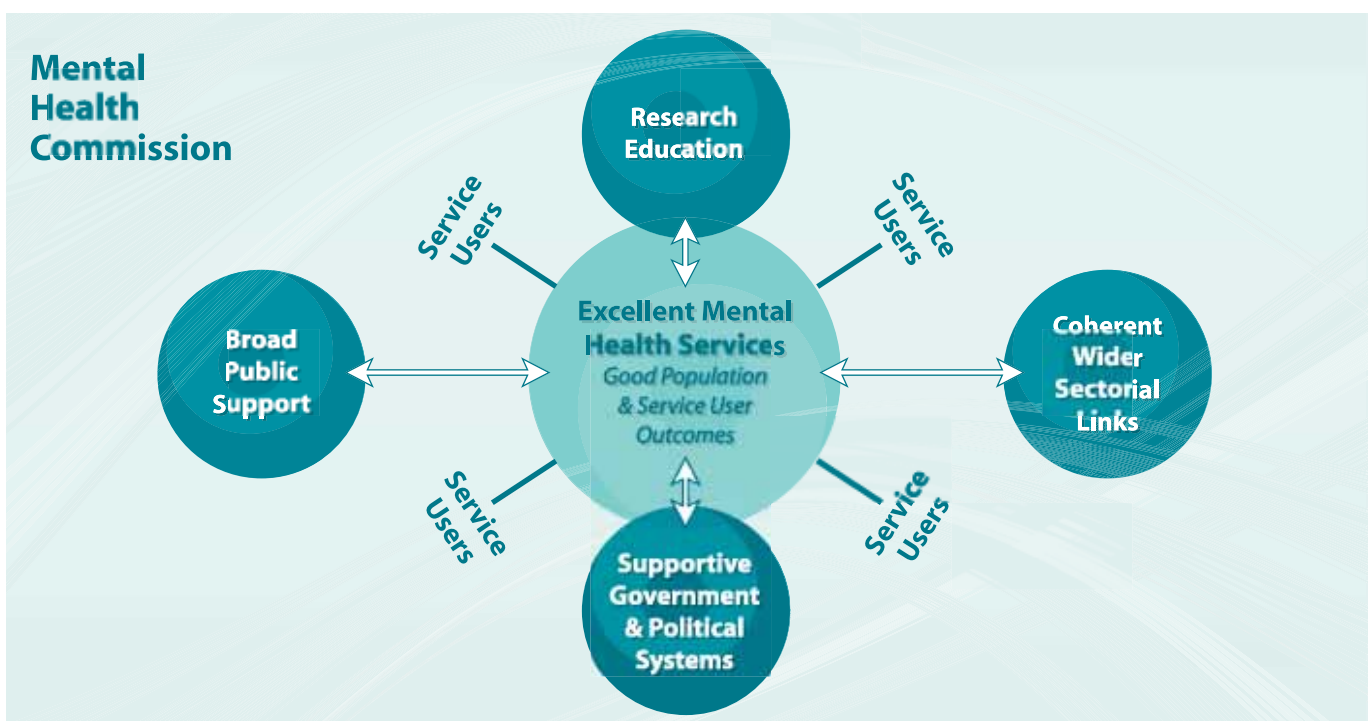 Mental
Health
Commission
Research
Education
Service
Users
Service
Users
Broad
Public
Support
Excellent Mental
Health Services
Good Population
& Service User
Outcomes
Coherent
Wider
Sectorial
Links
Service
Users
Service
Users
Supportive
Government
& Political
Systems